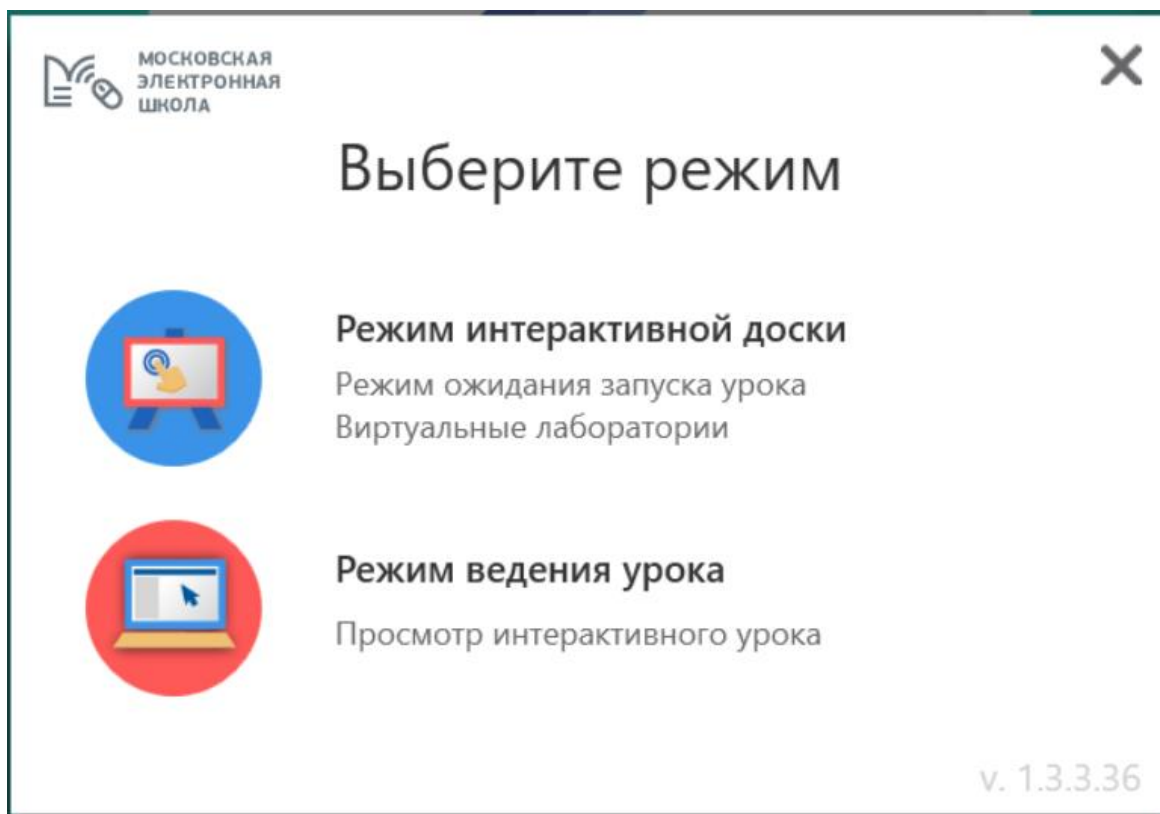 МОСКОВСКАЯ
ЭЛЕКТРОННАЯ
ШКОЛА
Выберите режим
Режим интерактивной доски
Режим ожидания запуска урока
Виртуальные лаборатории
Режим ведения урока
Просмотр интерактивного урока
v. 1.3.3.36